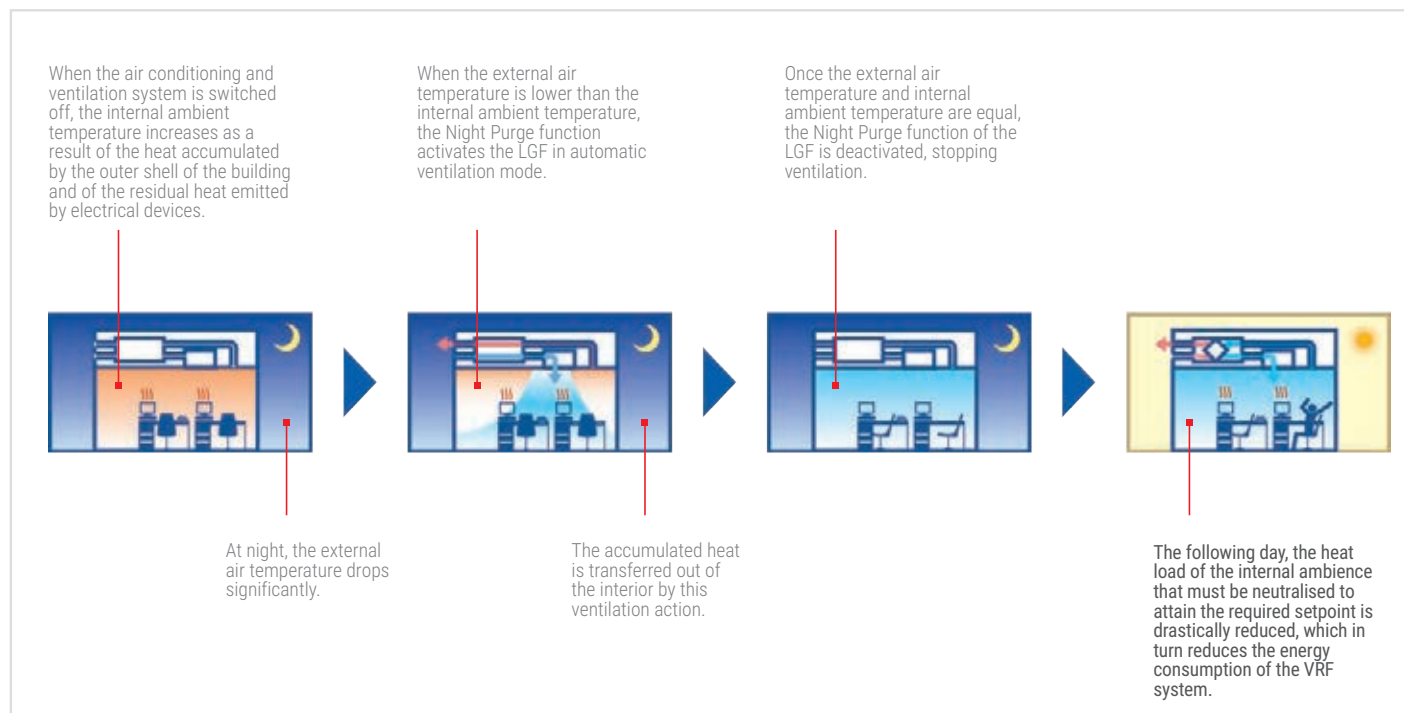 When the air conditioning and
ventilation system is switched
off, the internal ambient
temperature increases as a
result of the heat accumulated
by the outer shell of the building
and of the residual heat emitted
by electrical devices.
When the external air
temperature is lower than the
internal ambient temperature,
the Night Purge function
activates the LGF in automatic
ventilation mode.
Once the external air
temperature and internal
ambient temperature are equal,
the Night Purge function of the
LGF is deactivated, stopping
ventilation.
At night, the external
air temperature drops
significantly.
The accumulated heat
is transferred out of
the interior by this
ventilation action.
The following day, the heat
load of the internal ambience
that must be neutralised to
attain the required setpoint is
drastically reduced, which in
turn reduces the energy
consumption of the VRF
system.